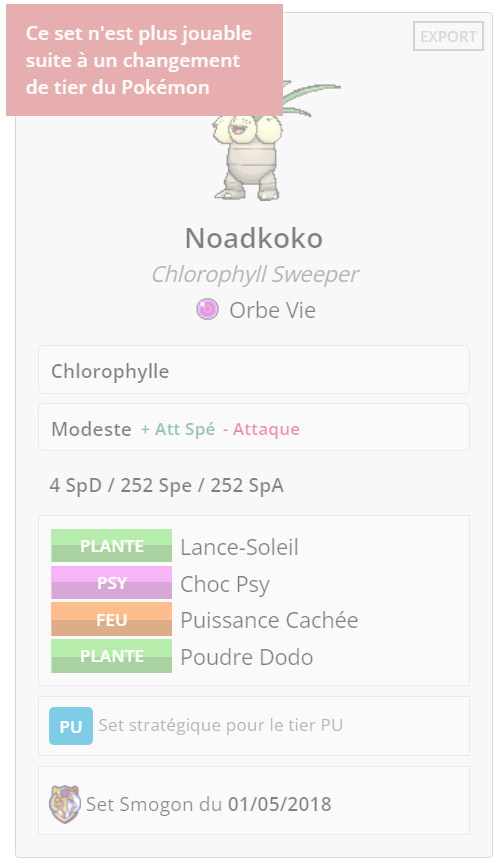 Ce set n'est plus jouable
suite à un changement
de tier du Pokémon
EXPORT
Noadkoko
Chlorophyll Sweeper
Orbe Vie
Chlorophylle
Modeste + Att Spé - Attaque
4 SpD / 252 Spe / 252 SpA
PLANTE Lance-Soleil
PSY Choc Psy
FEU Puissance Cachée
PLANTE Poudre Dodo
PU Set stratégique pour le tier PU
Set Smogon du 01/05/2018